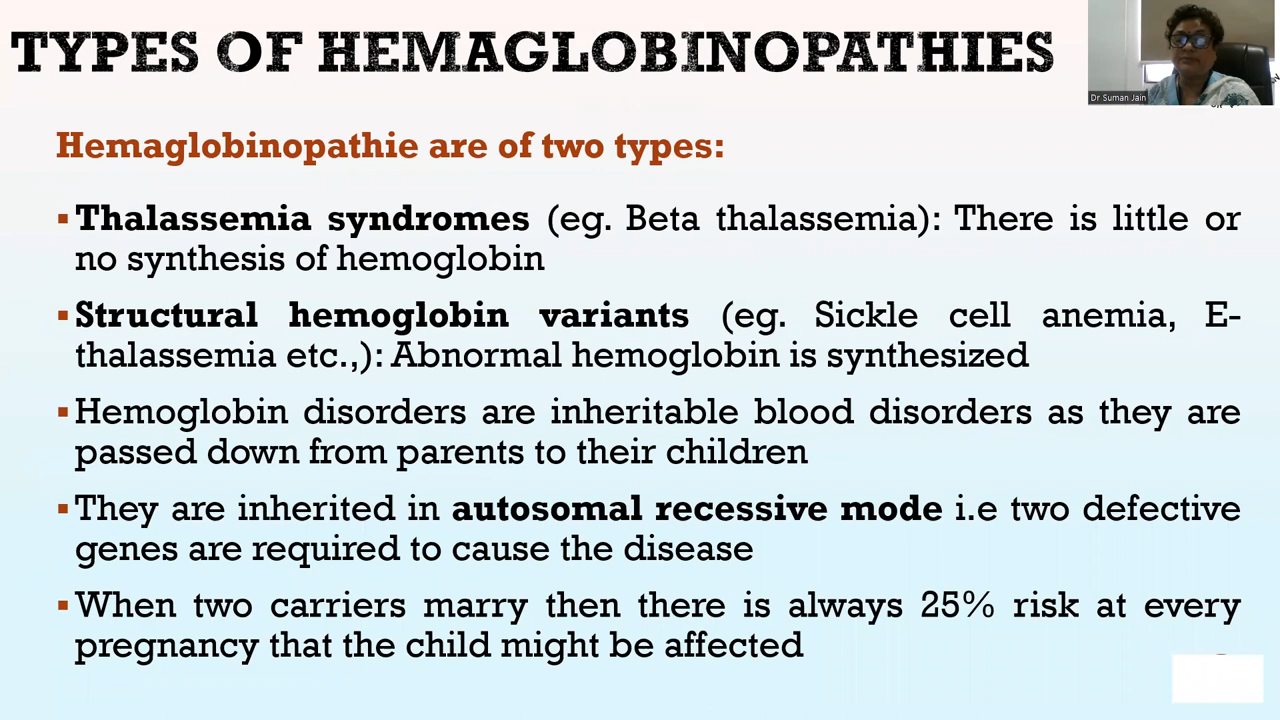 TYPES OF HEMAGLOBINOPATHIES
Dr Suman Jain
Hemaglobinopathie are of two types:
▪Thalassemia syndromes (eg. Beta thalassemia): There is little or
no synthesis of hemoglobin
▪Structural hemoglobin variants (eg. Sickle cell anemia, E-
thalassemia etc.,): Abnormal hemoglobin is synthesized
▪Hemoglobin disorders are inheritable blood disorders as they are
passed down from parents to their children
▪They are inherited in autosomal recessive mode i.e two defective
genes are required to cause the disease
▪When two carriers marry then there is always 25% risk at every
pregnancy that the child might be affected